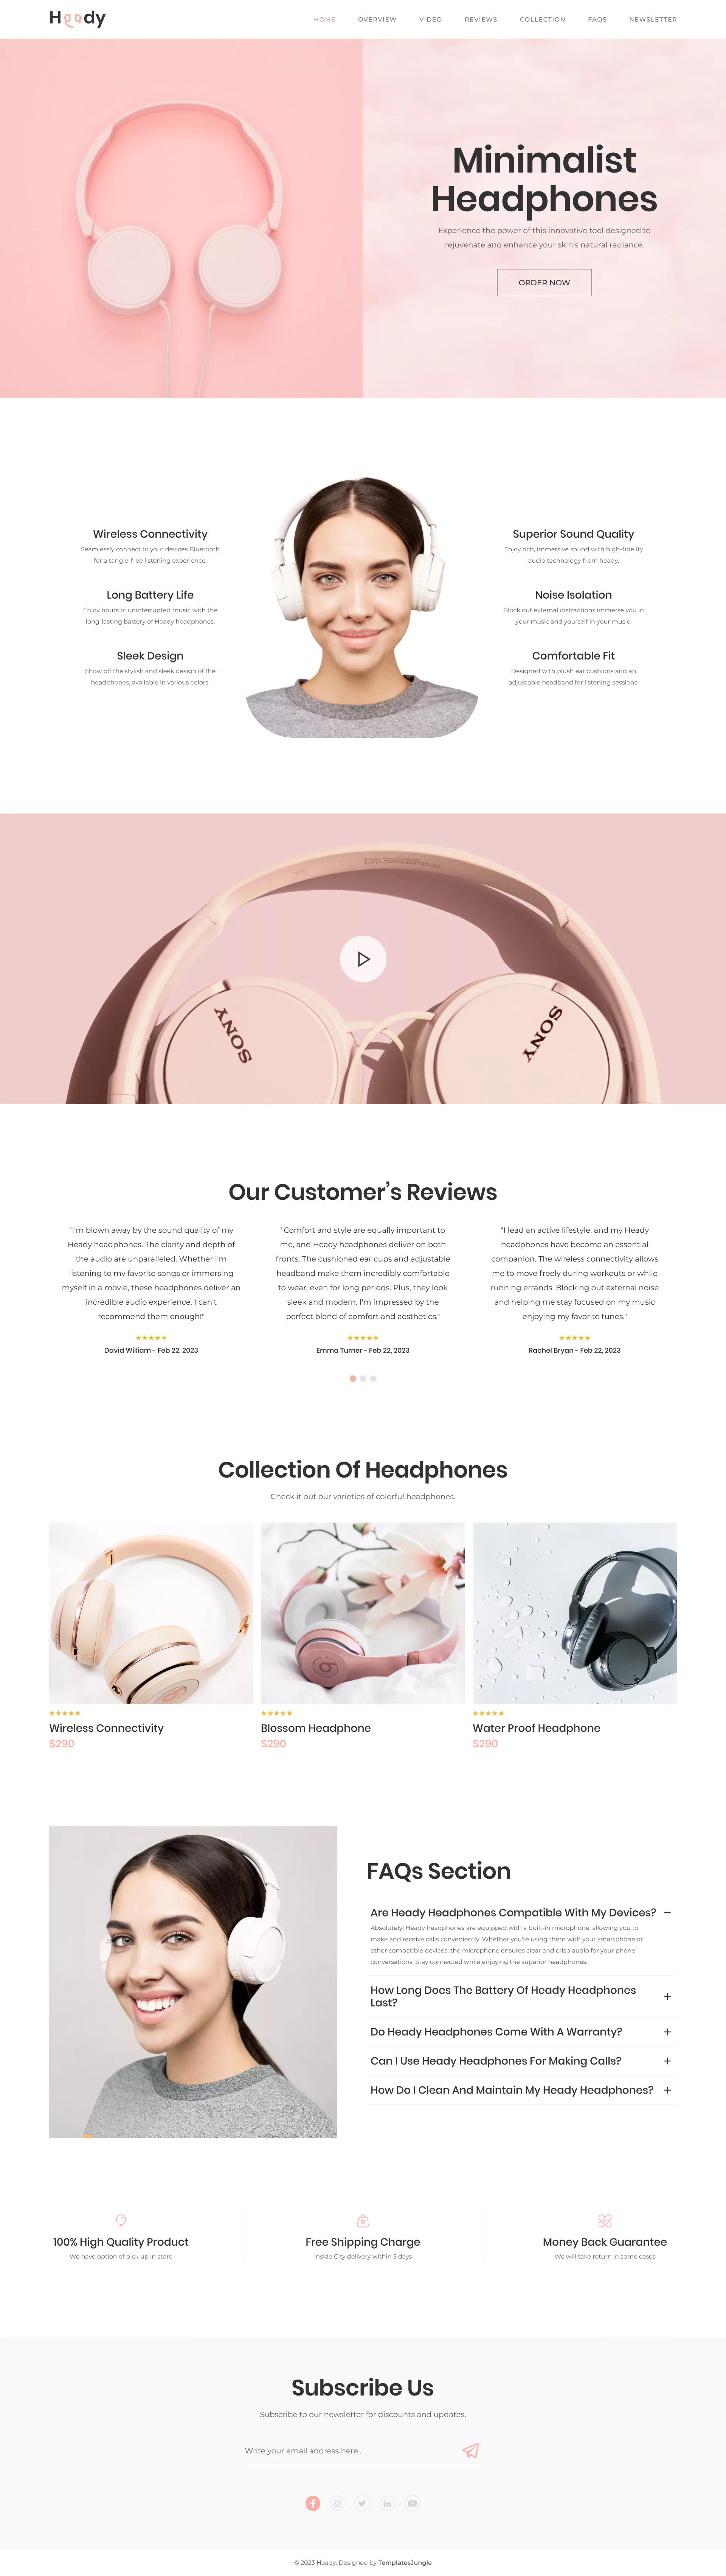 Heady
HOME OVERVIEW VIDEO REVIEWS COLLECTION FAQS NEWSLETTER
Minimalist
Headphones
Experience the power of this innovative tool designed to
rejuvenate and enhance your skin's natural radiance.
ORDER NOW
Wireless Connectivity
Seamlessly connect to your devices Bluetooth
for a tangle-free listening experience.
Long Battery Life
Enjoy hours of uninterrupted music with the
long-lasting battery of Heady headphones.
Sleek Design
Show off the stylish and sleek design of the
headphones, available in various colors.
Superior Sound Quality
Enjoy rich, immersive sound with high-fidelity
audio technology from heady.
Noise Isolation
Block out external distractions immerse you in
your music and yourself in your music.
Comfortable Fit
Designed with plush ear cushions and an
adjustable headband for listening sessions.
SONY
SONY
Our Customer's Reviews
"I'm blown away by the sound quality of my
Heady headphones. The clarity and depth of
the audio are unparalleled. Whether I'm
listening to my favorite songs or immersing
myself in a movie, these headphones deliver an
incredible audio experience. I can't
recommend them enough!"
David William - Feb 22, 2023
"Comfort and style are equally important to
me, and Heady headphones deliver on both
fronts. The cushioned ear cups and adjustable
headband make them incredibly comfortable
to wear, even for long periods. Plus, they look
sleek and modern. I'm impressed by the
perfect blend of comfort and aesthetics."
Emma Turner - Feb 22, 2023
"I lead an active lifestyle, and my Heady
headphones have become an essential
companion. The wireless connectivity allows
me to move freely during workouts or while
running errands. Blocking out external noise
and helping me stay focused on my music
enjoying my favorite tunes."
Rachel Bryan - Feb 22, 2023
Collection Of Headphones
Check it out our varieties of colorful headphones.
Wireless Connectivity
$290
Blossom Headphone
$290
Water Proof Headphone
$290
FAQs Section
Are Heady Headphones Compatible With My Devices?
Absolutely! Heady headphones are equipped with a built-in microphone, allowing you to
make and receive calls conveniently. Whether you're using them with your smartphone or
other compatible devices, the microphone ensures clear and crisp audio for your phone
conversations. Stay connected while enjoying the superior headphones.
How Long Does The Battery Of Heady Headphones
Last?
Do Heady Headphones Come With A Warranty?
Can I Use Heady Headphones For Making Calls?
How Do I Clean And Maintain My Heady Headphones?
100% High Quality Product
We have option of pick up in store
Free Shipping Charge
Inside City delivery within 5 days
Money Back Guarantee
We will take return in some cases
Subscribe Us
Subscribe to our newsletter for discounts and updates.
Write your email address here...
© 2023 Heady. Designed by TemplatesJungle